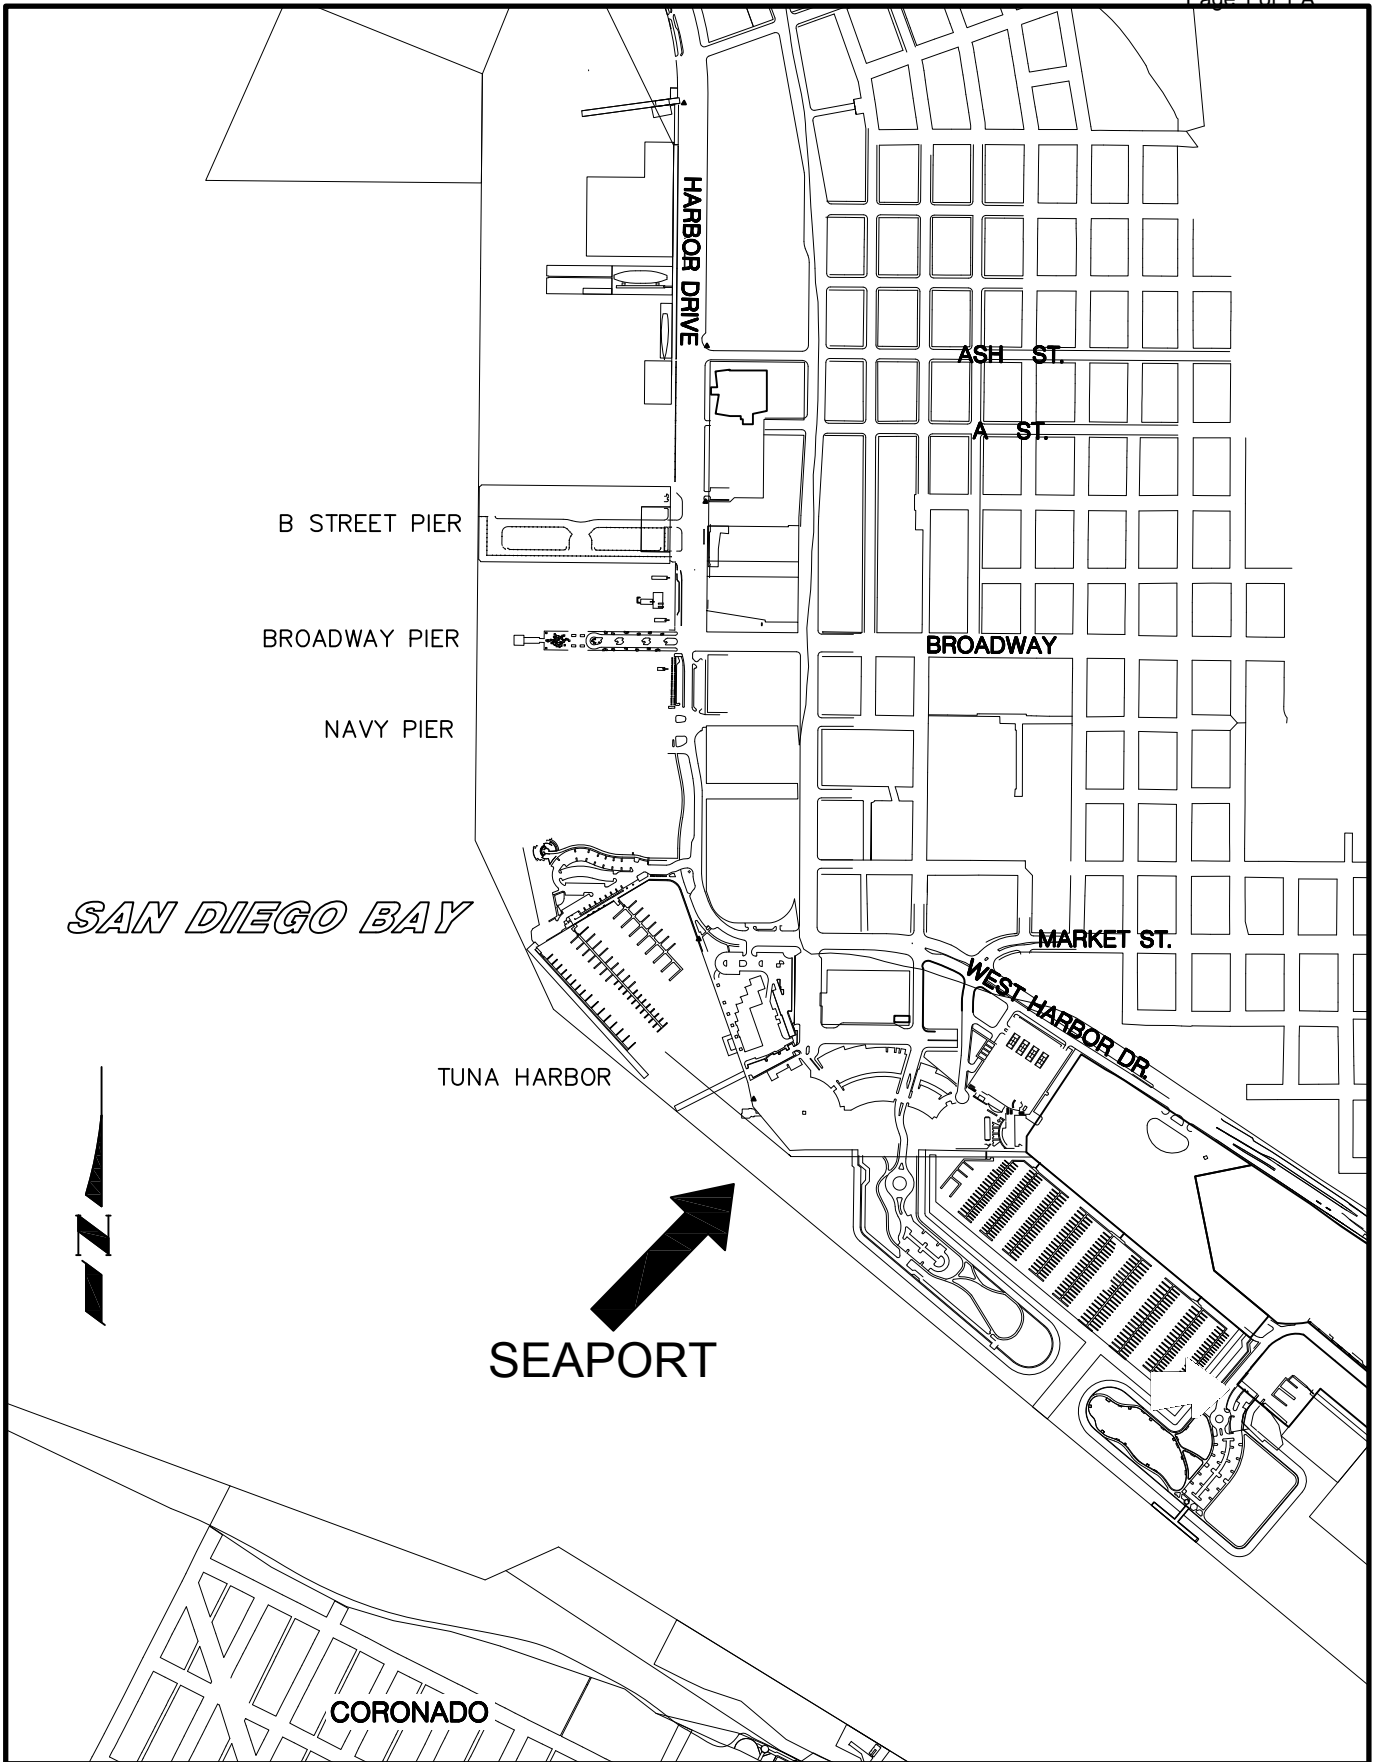 HARBOR DRIVE
ASH ST.
A ST.
B STREET PIER
BROADWAY PIER
BROADWAY
NAVY PIER
SAN DIEGO BAY
MARKET ST.
WEST HARBOR DR.
TUNA HARBOR
N
SEAPORT
CORONADO